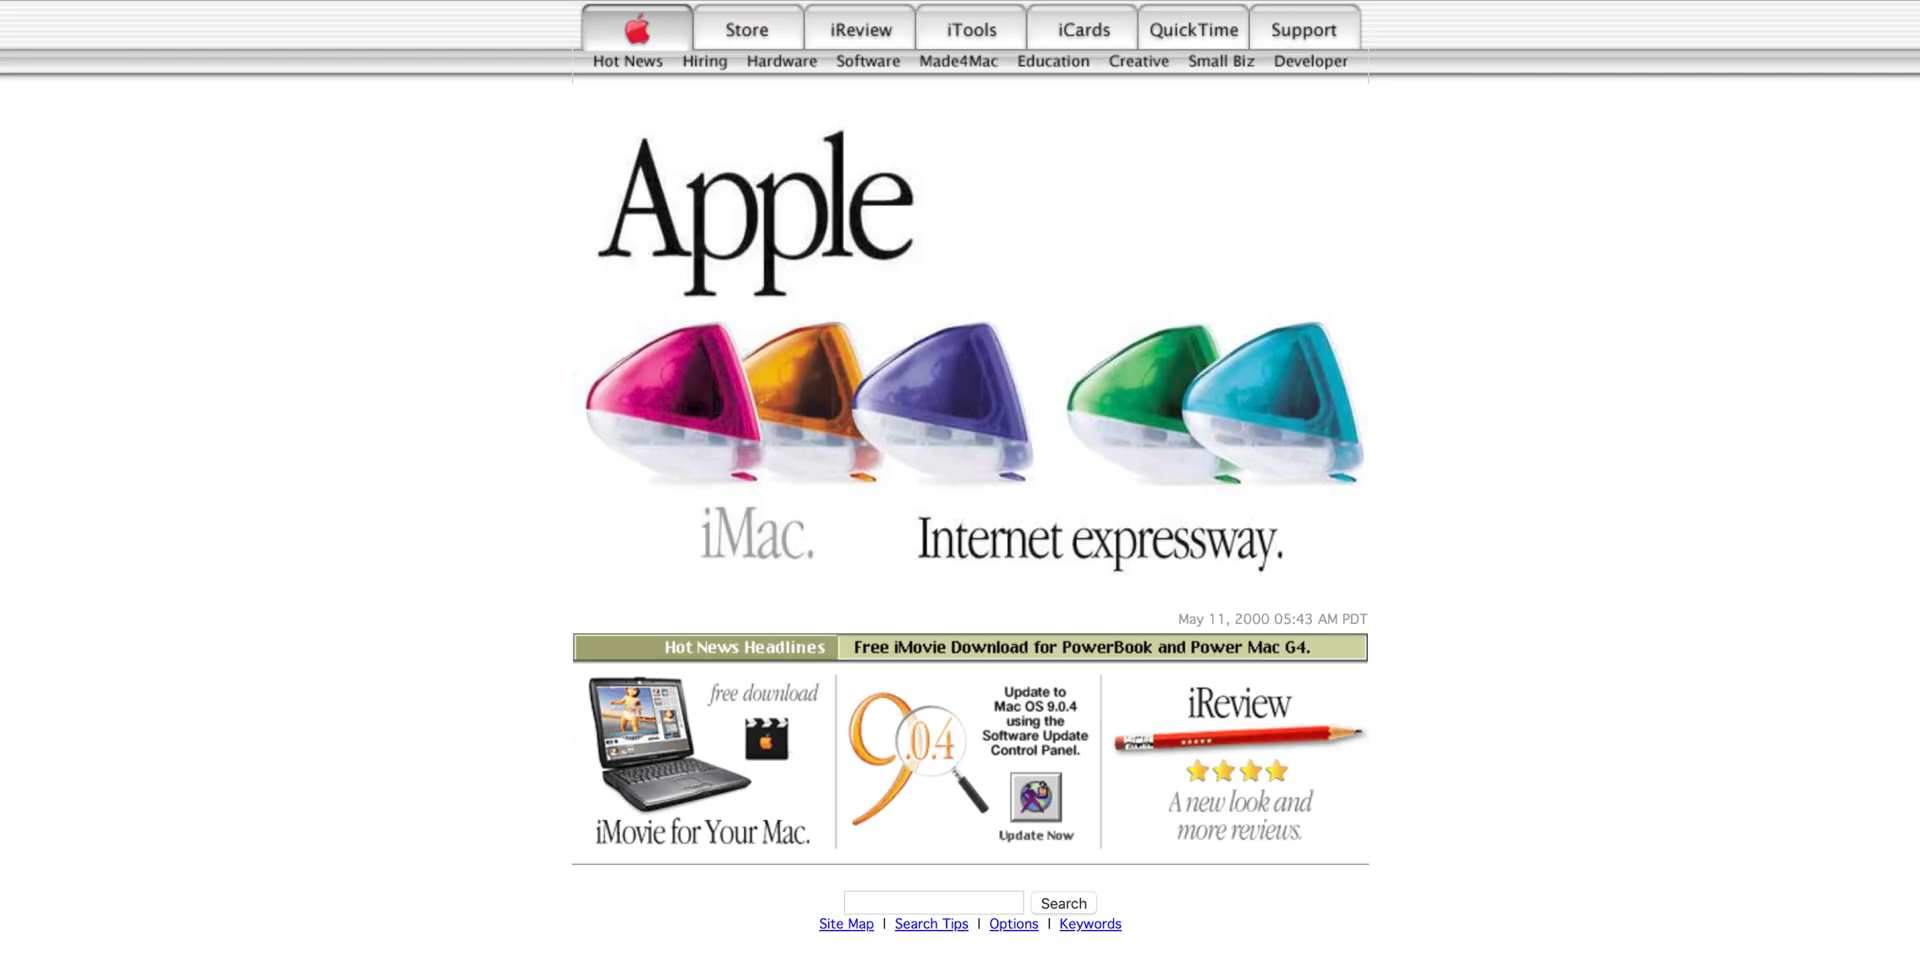 Store iReview iTools iCards QuickTime Support
Hot News Hiring Hardware Software Made4Mac Education Creative Small Biz Developer
Apple
iMac. Internet expressway.
May 11, 2000 05:43 AM PDT
Hot News Headlines Free iMovie Download for PowerBook and Power Mac G4.
free download
iMovie for Your Mac.
9.0.4
Update to
Mac OS 9.0.4
using the
Software Update
Control Panel.
Update Now
iReview
A new look and
more reviews.
Search
Site Map | Search Tips | Options | Keywords